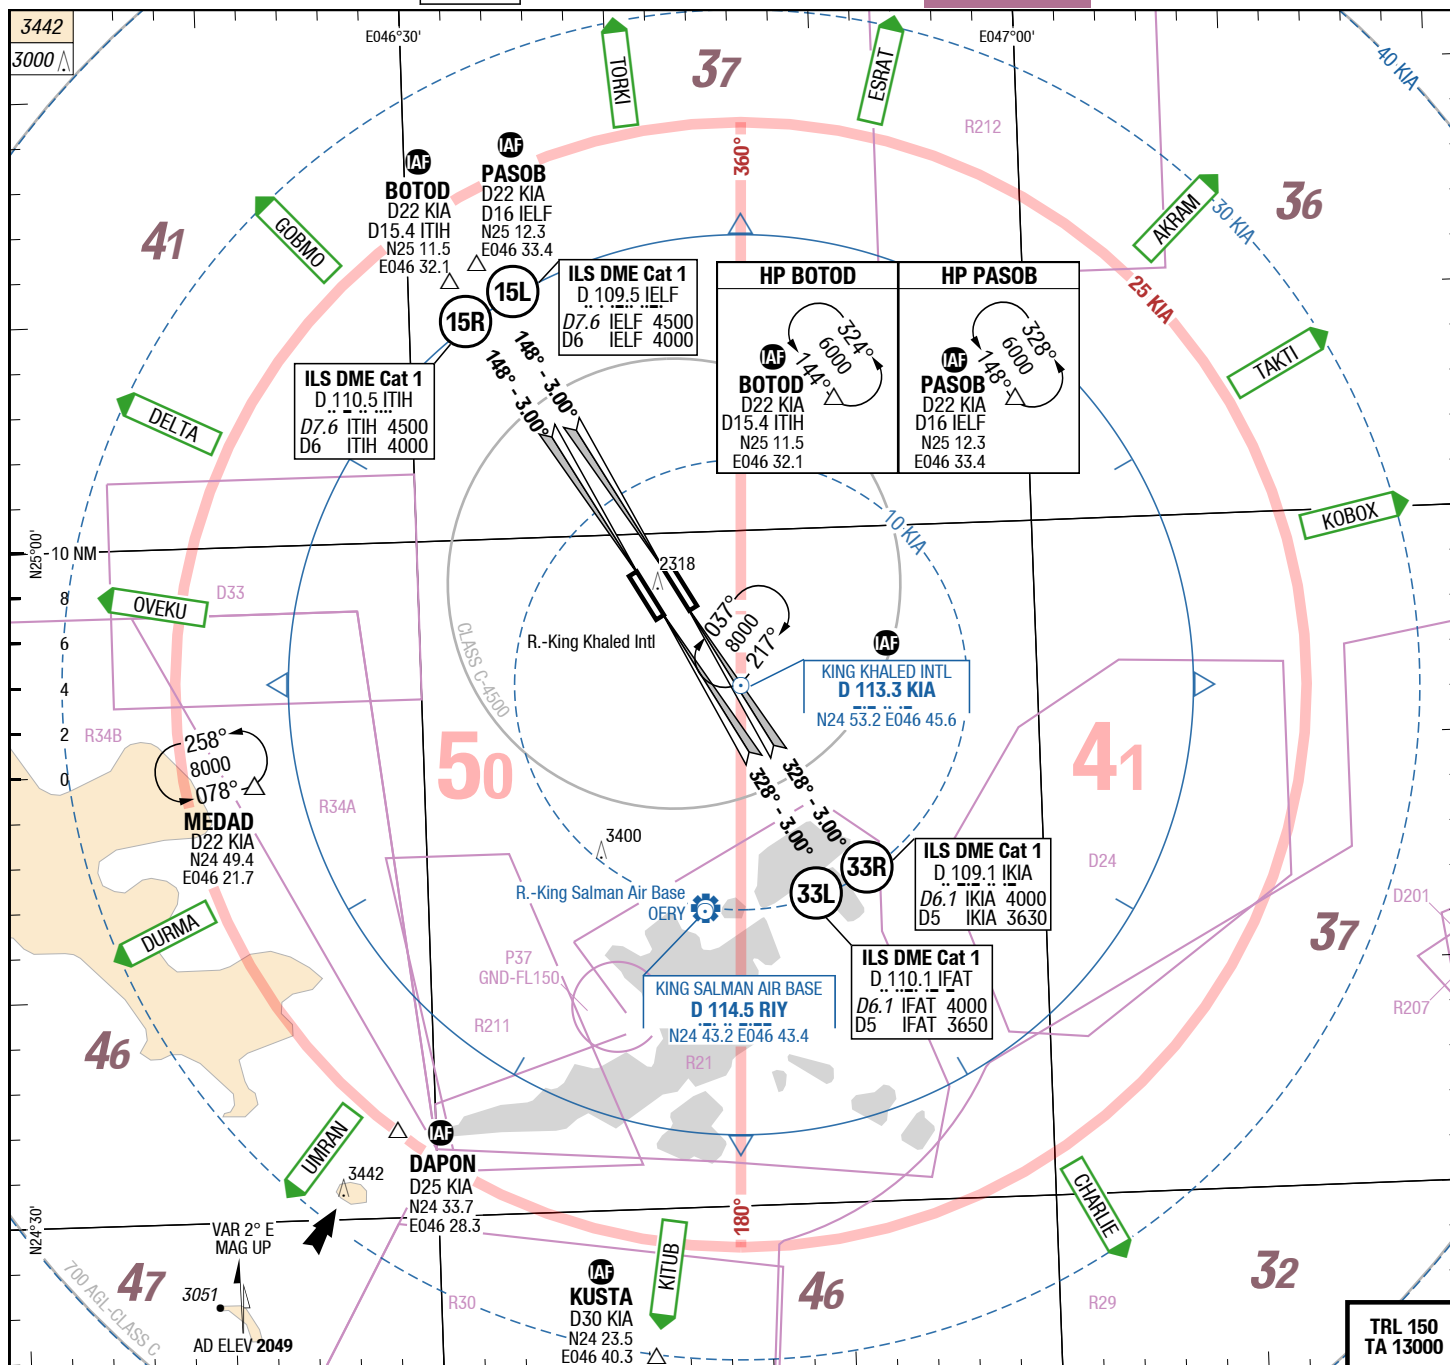 3442
3000
E046°30'
E047°00'
40 KIA
TORKI
37
ESRAT
R212
360°
IAF
BOTOD
D22 KIA
D15.4 ITIH
N25 11.5
E046 32.1
IAF
PASOB
D22 KIA
D16 IELF
N25 12.3
E046 33.4
36
AKRAM
30 KIA
GOBMO
41
25 KIA
15L
15R
ILS DME Cat 1
D 109.5 IELF
D7.6 IELF 4500
D6 IELF 4000
ILS DME Cat 1
D 110.5 ITIH
D7.6 ITIH 4500
D6 ITIH 4000
148° - 3.00°
148° - 3.00°
HP BOTOD
324°
6000
144°
IAF
BOTOD
D22 KIA
D15.4 ITIH
N25 11.5
E046 32.1
HP PASOB
328°
6000
148°
IAF
PASOB
D22 KIA
D16 IELF
N25 12.3
E046 33.4
TAKTI
DELTA
KOBOX
10 KIA
N25°00'
10 NM
8
6
4
2
0
OVEKU
D33
2318
R.-King Khaled Intl
CLASS C-4500
037°
8000
217°
IAF
KING KHALED INTL
D 113.3 KIA
N24 53.2 E046 45.6
R34B
258°
8000
078°
MEDAD
D22 KIA
N24 49.4
E046 21.7
50
41
R34A
328° - 3.00°
328° - 3.00°
3400
33R
33L
ILS DME Cat 1
D 109.1 IKIA
D6.1 IKIA 4000
D5 IKIA 3630
D24
D201
R.-King Salman Air Base
OERY
DURMA
37
P37
GND-FL150
ILS DME Cat 1
D 110.1 IFAT
D6.1 IFAT 4000
D5 IFAT 3650
KING SALMAN AIR BASE
D 114.5 RIY
N24 43.2 E046 43.4
R207
R211
R21
46
UMRAN
IAF
DAPON
D25 KIA
N24 33.7
E046 28.3
3442
CHARLIE
180°
KITUB
N24°30'
VAR 2° E
MAG UP
700 AGL-CLASS C
47
3051
AD ELEV 2049
R30
IAF
KUSTA
D30 KIA
N24 23.5
E046 40.3
46
R29
32
TRL 150
TA 13000